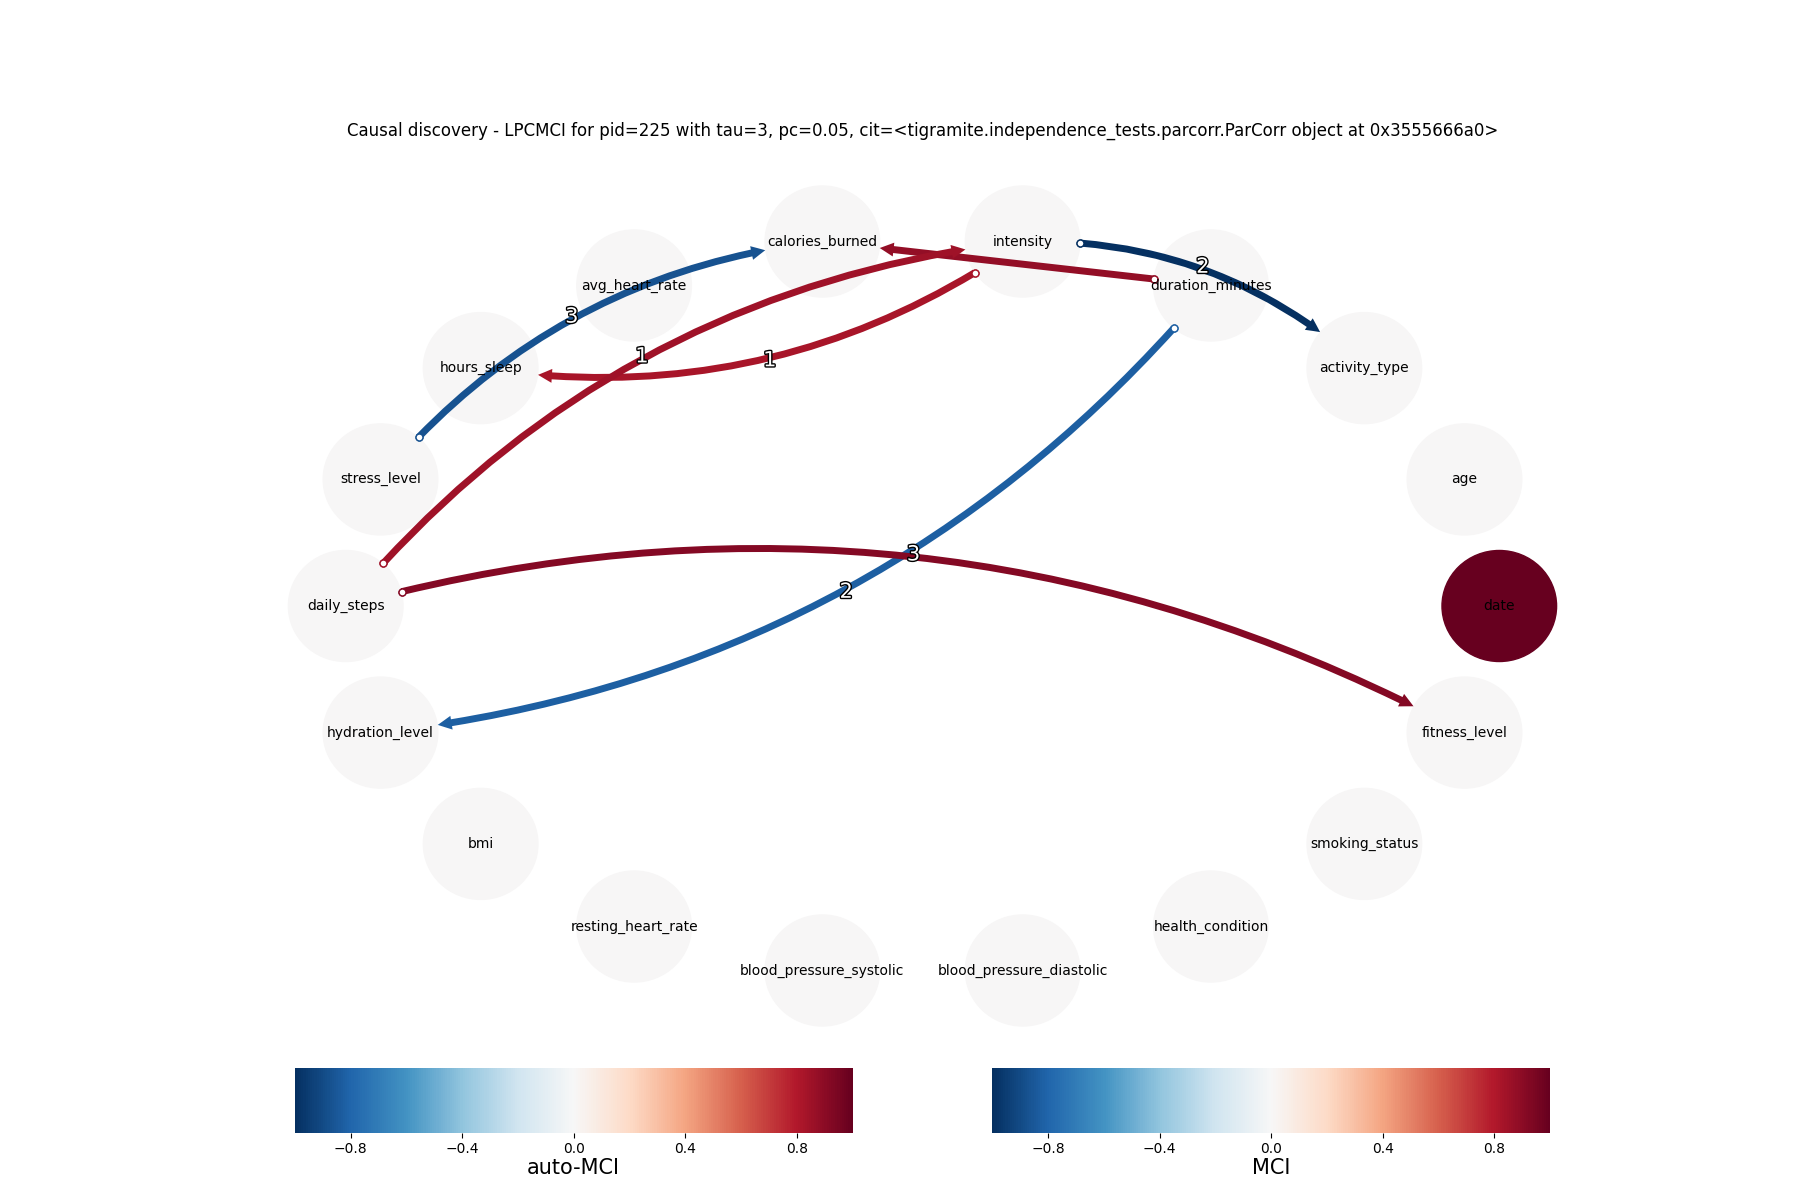 Causal discovery - LPCMCI for pid=225 with tau=3, pc=0.05, cit=<tigramite.independence_tests.parcorr.ParCorr object at 0x3555666a0>
calories_burned
intensity
2
avg_heart_rate
duration_minutes
3
1
1
hours_sleep
activity_type
stress_level
age
3
2
daily_steps
date
hydration_level
fitness_level
bmi
smoking_status
resting_heart_rate
health_condition
blood_pressure_systolic
blood_pressure_diastolic
−0.8 −0.4 0.0 0.4 0.8
auto-MCI
−0.8 −0.4 0.0 0.4 0.8
MCI